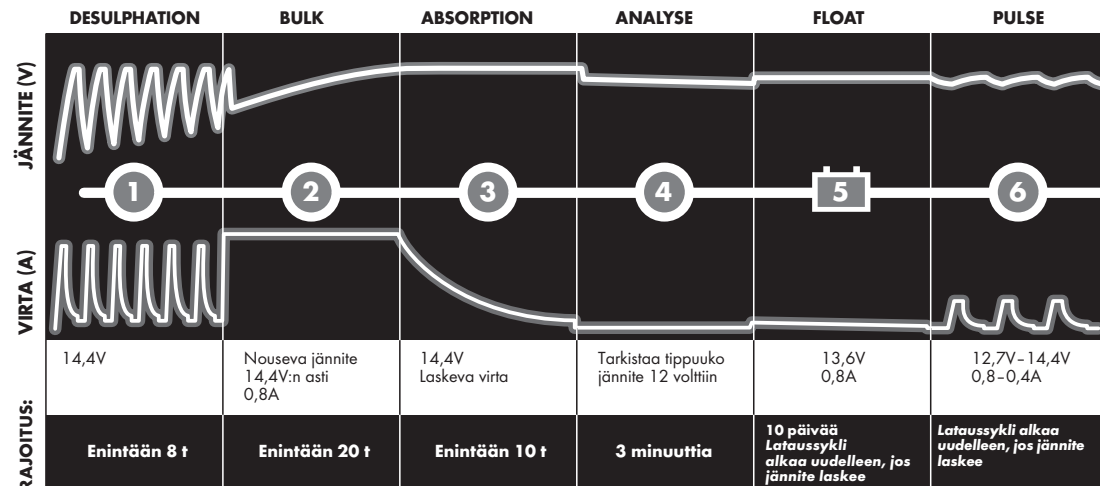 DESULPHATION BULK ABSORPTION ANALYSE FLOAT PULSE
JÄNNITE (V)
1 2 3 4 5 6
VIRTA (A)
14,4V
Nouseva jännite
14,4V:n asti
0,8A
14,4V
Laskeva virta
Tarkistaa tippuuko
jännite 12 volttiin
13,6V
0,8A
12,7V–14,4V
0,8–0,4A
RAJOITUS:
Enintään 8 t
Enintään 20 t
Enintään 10 t
3 minuuttia
10 päivää
Lataussykli
alkaa uudelleen, jos
jännite laskee
Lataussykli alkaa
uudelleen, jos jännite
laskee